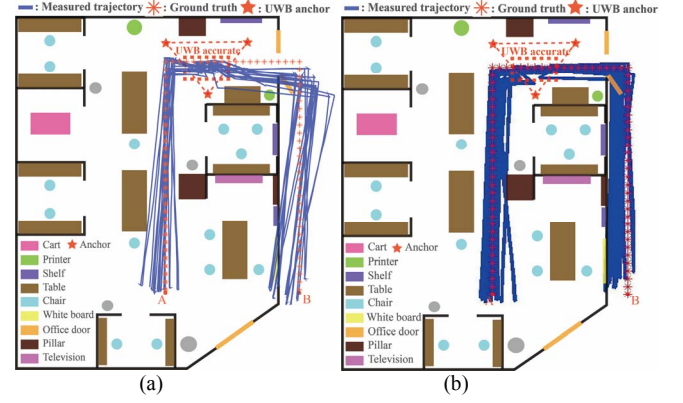 : Measured trajectory : Ground truth : UWB anchor
UWB accurate
A
B
Cart Anchor
Printer
Shelf
Table
Chair
White board
Office door
Pillar
Television
(a)
: Measured trajectory : Ground truth : UWB anchor
UWB accurate
B
Cart Anchor
Printer
Shelf
Table
Chair
White board
Office door
Pillar
Television
(b)